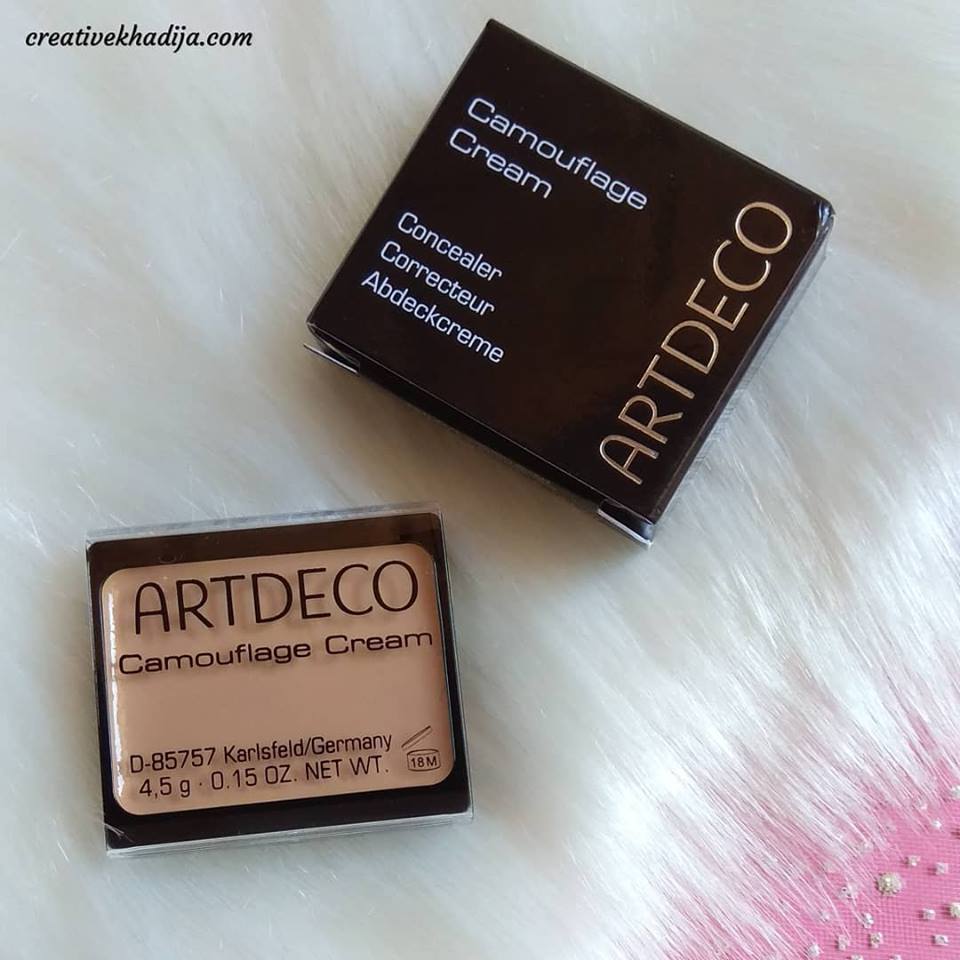 creativekhadija.com
Camouflage
Cream
Concealer
Correcteur
Abdeckcreme
ARTDECO
ARTDECO
Camouflage Cream
D-85757 Karlsfeld/Germany
4,5 g · 0.15 OZ. NET WT.
18M